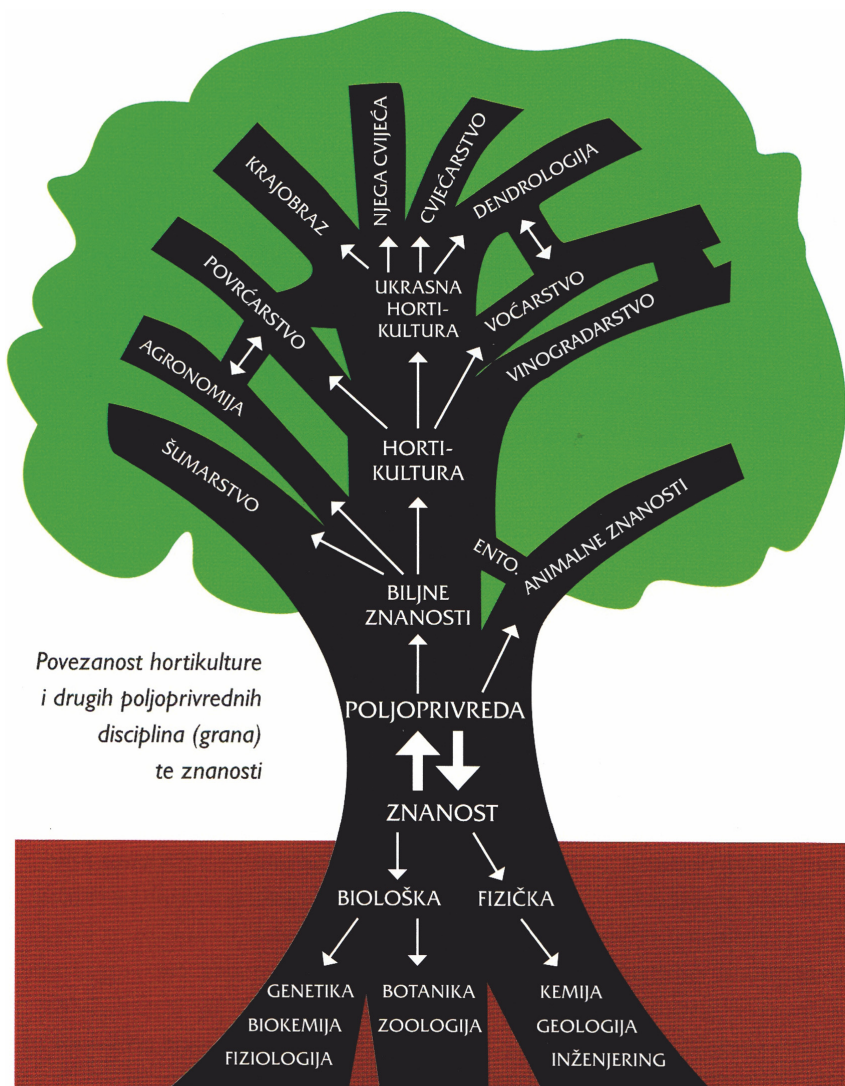 NJEGA CVIJEĆA
CVJEĆARSTVO
KRAJOBRAZ
DENDROLOGIJA
POVRĆARSTVO
UKRASNA
HORTI-
KULTURA
VOĆARSTVO
AGRONOMIJA
VINOGRADARSTVO
ŠUMARSTVO
HORTI-
KULTURA
ENTO.
ANIMALNE ZNANOSTI
BILJNE
ZNANOSTI
Povezanost hortikulture
i drugih poljoprivrednih
disciplina (grana)
te znanosti
POLJOPRIVREDA
ZNANOST
BIOLOŠKA
FIZIČKA
GENETIKA
BIOKEMIJA
FIZIOLOGIJA
BOTANIKA
ZOOLOGIJA
KEMIJA
GEOLOGIJA
INŽENJERING